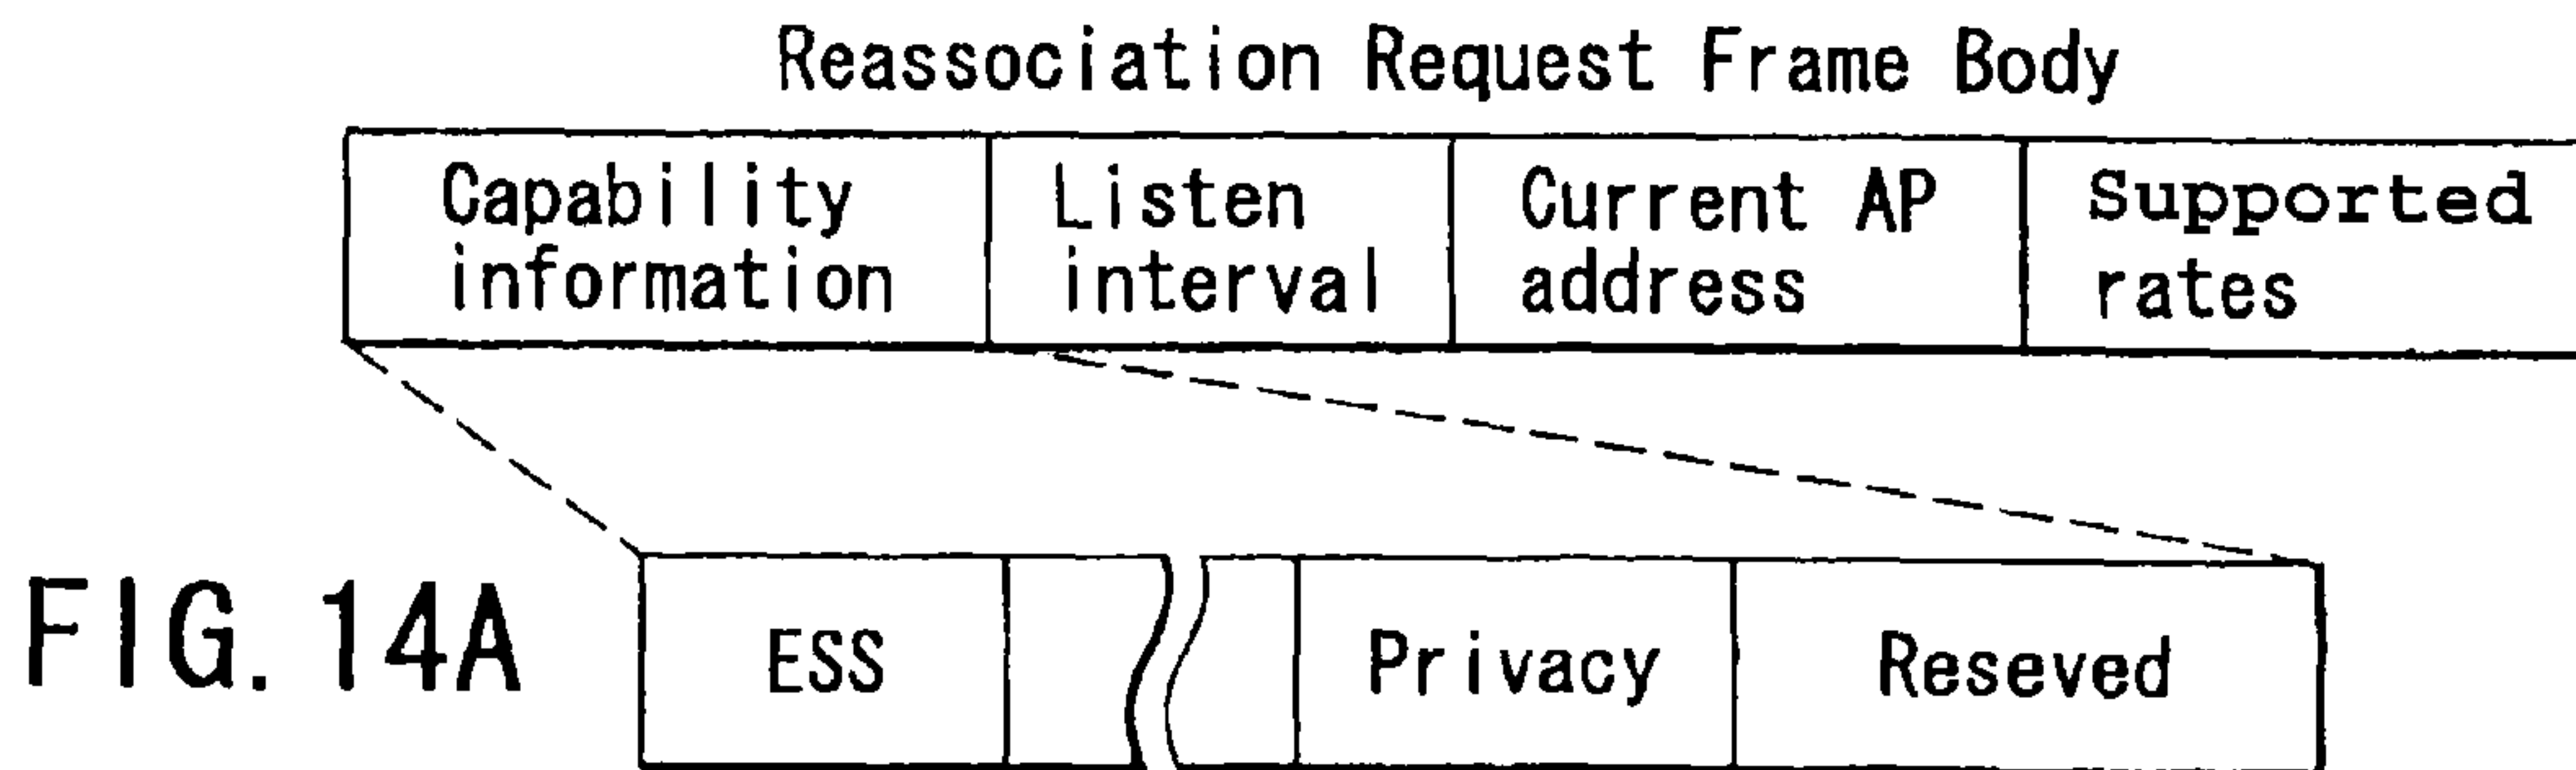 Reassociation Request Frame Body
Capability information
Listen interval
Current AP address
Supported rates
FIG. 14A
ESS
Privacy
Reseved